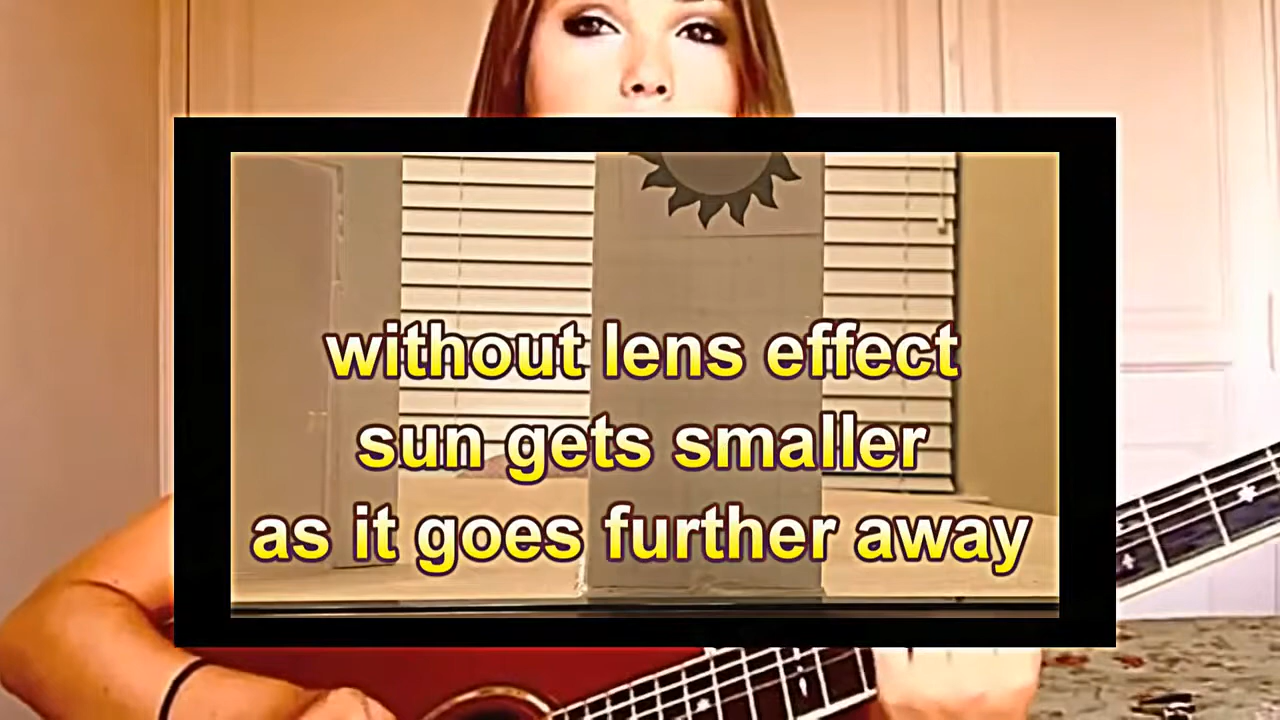 without lens effect
sun gets smaller
as it goes further away